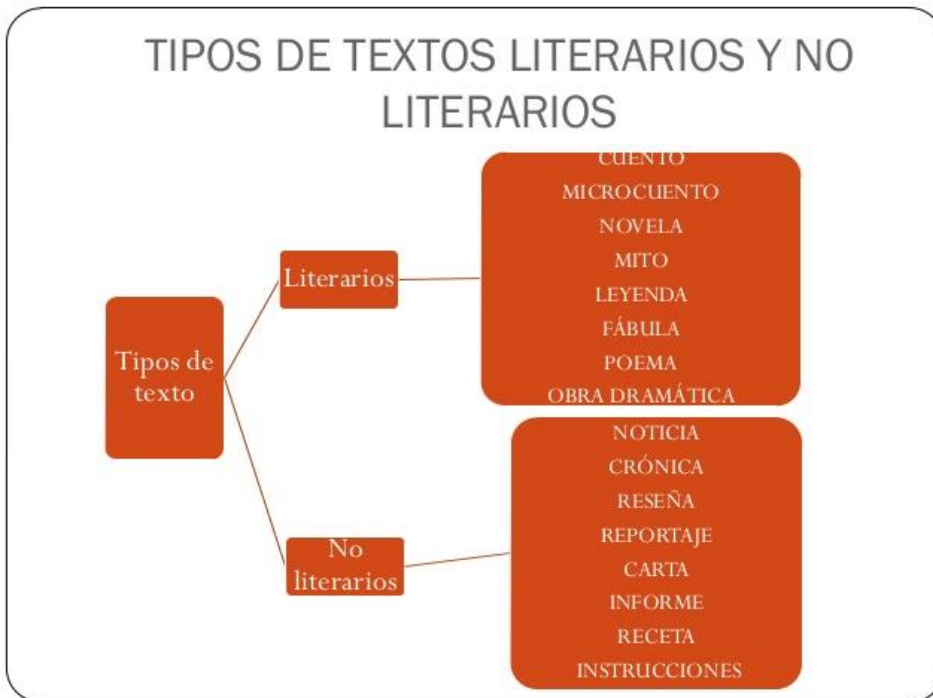 TIPOS DE TEXTOS LITERARIOS Y NO
LITERARIOS
Tipos de
texto
Literarios
CUENTO
MICROCUENTO
NOVELA
MITO
LEYENDA
FÁBULA
POEMA
OBRA DRAMÁTICA
No
literarios
NOTICIA
CRÓNICA
RESEÑA
REPORTAJE
CARTA
INFORME
RECETA
INSTRUCCIONES